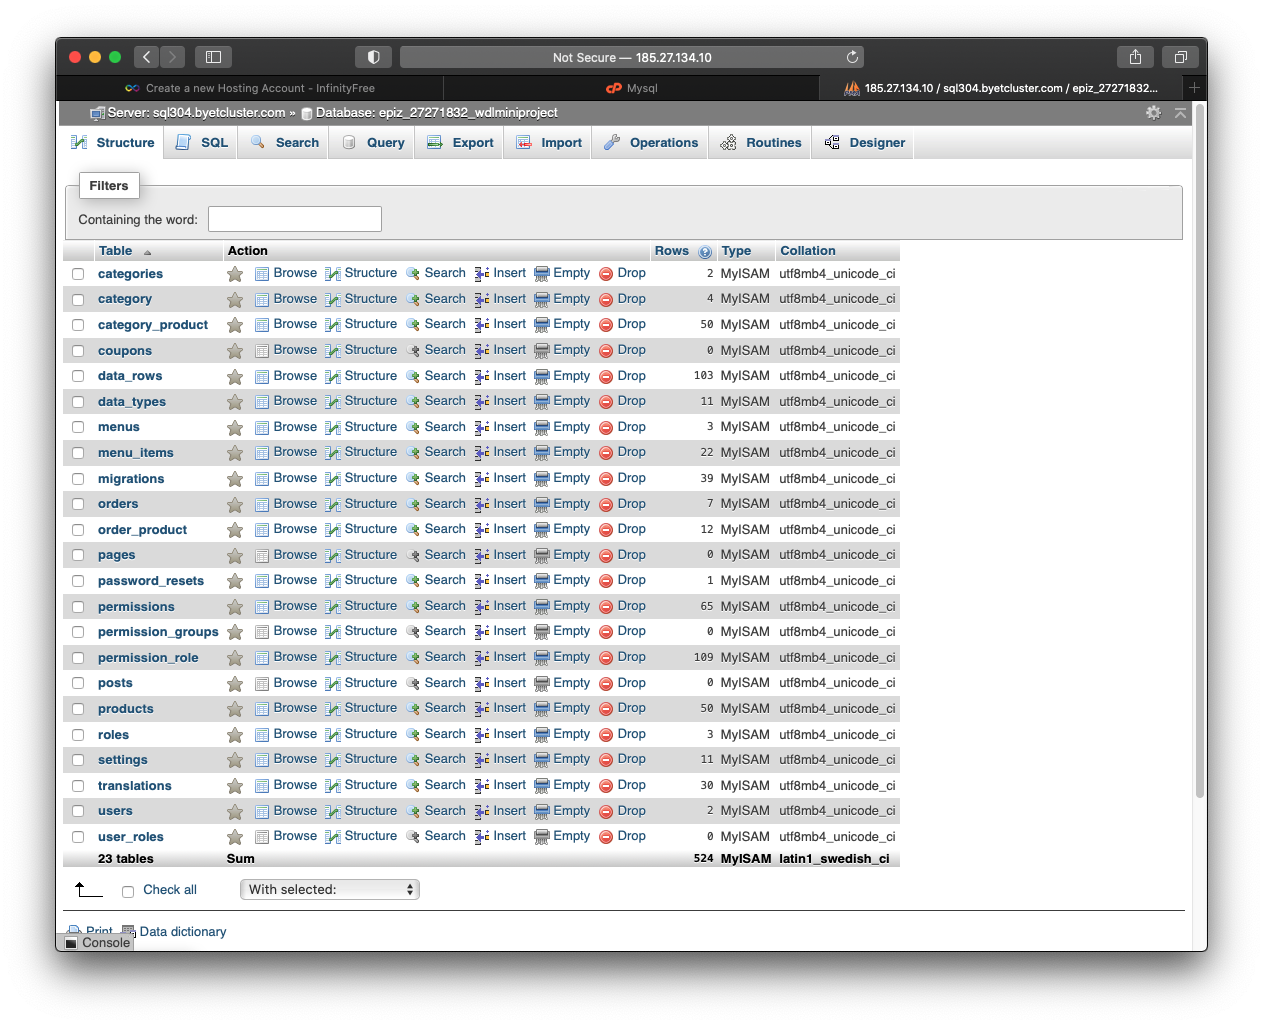 Not Secure — 185.27.134.10
Create a new Hosting Account - InfinityFree
Mysql
185.27.134.10 / sql304.byetcluster.com / epiz_27271832...
Server: sql304.byetcluster.com » Database: epiz_27271832_wdlminiproject
Structure SQL Search Query Export Import Operations Routines Designer
Filters
Containing the word:
Table Action Rows Type Collation
categories Browse Structure Search Insert Empty Drop 2 MyISAM utf8mb4_unicode_ci
category Browse Structure Search Insert Empty Drop 4 MyISAM utf8mb4_unicode_ci
category_product Browse Structure Search Insert Empty Drop 50 MyISAM utf8mb4_unicode_ci
coupons Browse Structure Search Insert Empty Drop 0 MyISAM utf8mb4_unicode_ci
data_rows Browse Structure Search Insert Empty Drop 103 MyISAM utf8mb4_unicode_ci
data_types Browse Structure Search Insert Empty Drop 11 MyISAM utf8mb4_unicode_ci
menus Browse Structure Search Insert Empty Drop 3 MyISAM utf8mb4_unicode_ci
menu_items Browse Structure Search Insert Empty Drop 22 MyISAM utf8mb4_unicode_ci
migrations Browse Structure Search Insert Empty Drop 39 MyISAM utf8mb4_unicode_ci
orders Browse Structure Search Insert Empty Drop 7 MyISAM utf8mb4_unicode_ci
order_product Browse Structure Search Insert Empty Drop 12 MyISAM utf8mb4_unicode_ci
pages Browse Structure Search Insert Empty Drop 0 MyISAM utf8mb4_unicode_ci
password_resets Browse Structure Search Insert Empty Drop 1 MyISAM utf8mb4_unicode_ci
permissions Browse Structure Search Insert Empty Drop 65 MyISAM utf8mb4_unicode_ci
permission_groups Browse Structure Search Insert Empty Drop 0 MyISAM utf8mb4_unicode_ci
permission_role Browse Structure Search Insert Empty Drop 109 MyISAM utf8mb4_unicode_ci
posts Browse Structure Search Insert Empty Drop 0 MyISAM utf8mb4_unicode_ci
products Browse Structure Search Insert Empty Drop 50 MyISAM utf8mb4_unicode_ci
roles Browse Structure Search Insert Empty Drop 3 MyISAM utf8mb4_unicode_ci
settings Browse Structure Search Insert Empty Drop 11 MyISAM utf8mb4_unicode_ci
translations Browse Structure Search Insert Empty Drop 30 MyISAM utf8mb4_unicode_ci
users Browse Structure Search Insert Empty Drop 2 MyISAM utf8mb4_unicode_ci
user_roles Browse Structure Search Insert Empty Drop 0 MyISAM utf8mb4_unicode_ci
23 tables Sum 524 MyISAM latin1_swedish_ci
Check all With selected:
Print Data dictionary
Console